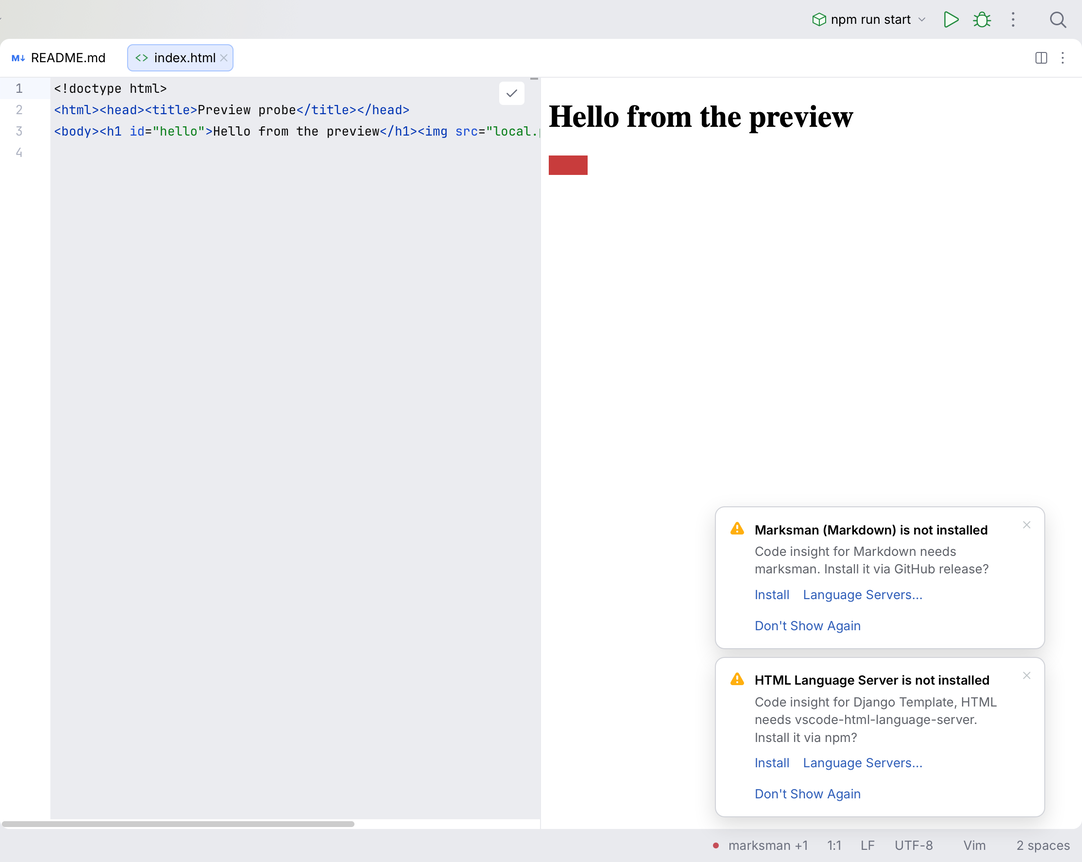 npm run start
README.md
index.html
1 <!doctype html>
2 <html><head><title>Preview probe</title></head>
3 <body><h1 id="hello">Hello from the preview</h1><img src="local.
4
Hello from the preview
Marksman (Markdown) is not installed
Code insight for Markdown needs
marksman. Install it via GitHub release?
Install Language Servers...
Don't Show Again
HTML Language Server is not installed
Code insight for Django Template, HTML
needs vscode-html-language-server.
Install it via npm?
Install Language Servers...
Don't Show Again
marksman +1 1:1 LF UTF-8 Vim 2 spaces